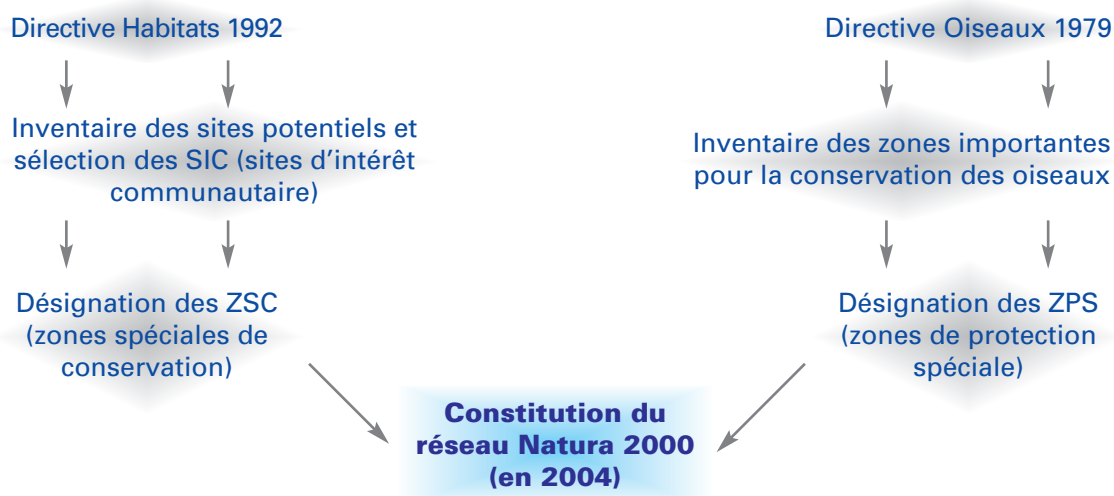 Directive Habitats 1992
Directive Oiseaux 1979
Inventaire des sites potentiels et
sélection des SIC (sites d'intérêt
communautaire)
Inventaire des zones importantes
pour la conservation des oiseaux
Désignation des ZSC
(zones spéciales de
conservation)
Désignation des ZPS
(zones de protection
spéciale)
Constitution du
réseau Natura 2000
(en 2004)